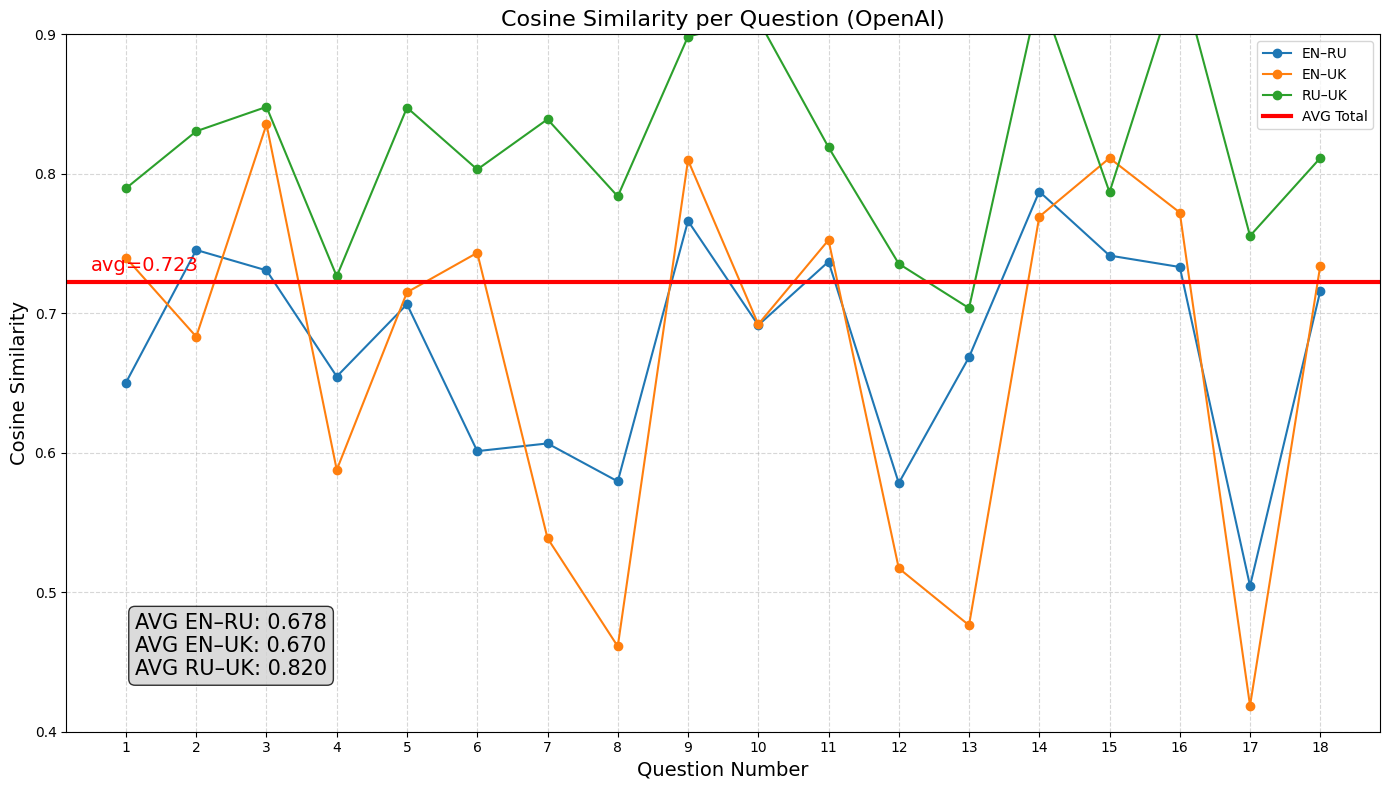 Cosine Similarity per Question (OpenAI)
EN–RU
EN–UK
RU–UK
AVG Total
Cosine Similarity
0.9
0.8
0.7
0.6
0.5
0.4
avg=0.723
AVG EN–RU: 0.678
AVG EN–UK: 0.670
AVG RU–UK: 0.820
1 2 3 4 5 6 7 8 9 10 11 12 13 14 15 16 17 18
Question Number